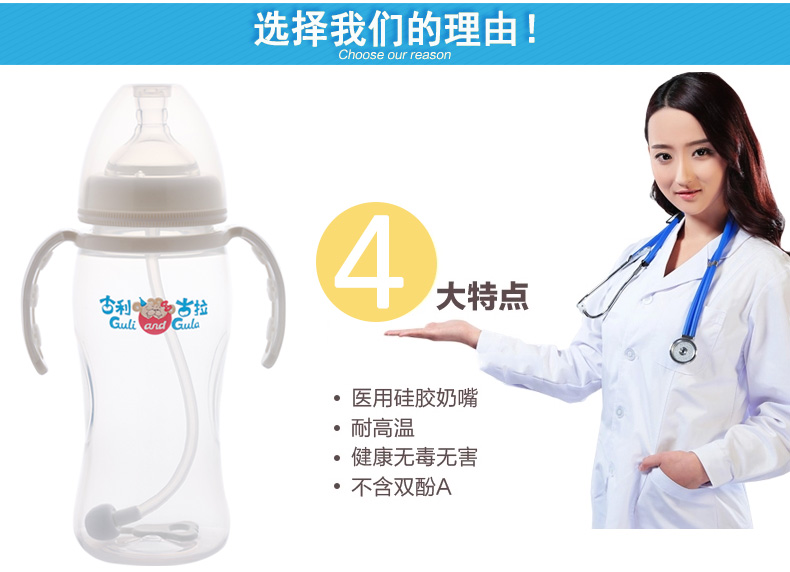 选择我们的理由！
Choose our reason
古利 古拉
Guli and Gula
4
大特点
• 医用硅胶奶嘴
• 耐高温
• 健康无毒无害
• 不含双酚A